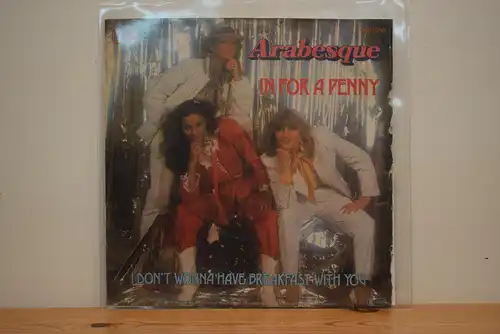 Arabesque
IN FOR A PENNY
I DON'T WANNA HAVE BREAKFAST WITH YOU